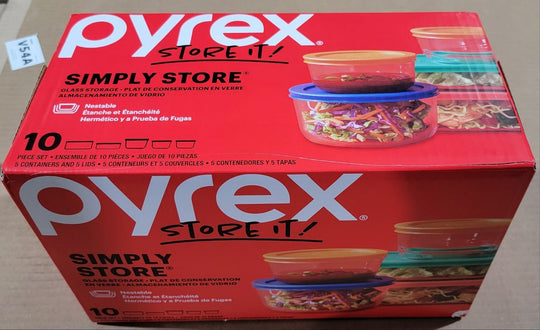 V54A
pyrex®
STORE IT!
SIMPLY STORE®
GLASS STORAGE • PLAT DE CONSERVATION EN VERRE
ALMACENAMIENTO DE VIDRIO
Nestable
Étanche et Étanchéité
Hermético y a Prueba de Fugas
10
PIECE SET • ENSEMBLE DE 10 PIÈCES • JUEGO DE 10 PIEZAS
5 CONTAINERS AND 5 LIDS • 5 CONTENEURS ET 5 COUVERCLES • 5 CONTENEDORES Y 5 TAPAS
pyrex®
STORE IT!
SIMPLY
STORE®
GLASS STORAGE • PLAT DE CONSERVATION
EN VERRE • ALMACENAMIENTO DE VIDRIO
Nestable
Étanche et Étanchéité
Hermético y a Prueba de Fugas
10